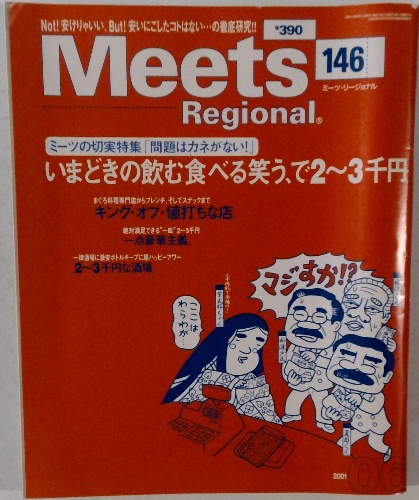 Not! 安けりゃいい、But! 安いにこしたコトはない…の徹底研究!!
¥390
Meets
Regional®
146
ミーツ・リージョナル
ミーツの切実特集「問題はカネがない!」
いまどきの飲む食べる笑う、で2〜3千円
まぐろ料理専門店からフレンチ、そしてスナックまで
キング・オブ・値打ちな店
絶対満足できる"一皿"2〜3千円
一点豪華主義
一律酒場に激安ボトルキープに超ハッピーアワー
2〜3千円な酒場
マジすか!?
ここは
わらわが…
2001
06